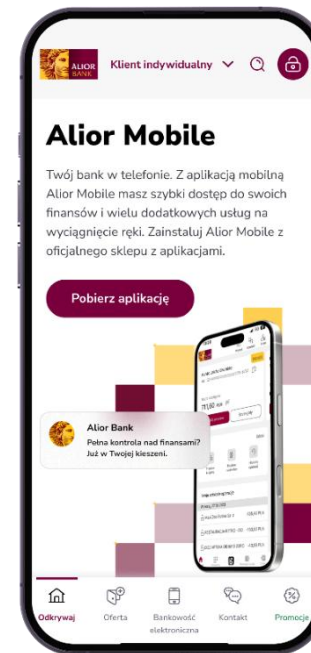 ALIOR
BANK
Klient indywidualny
Alior Mobile
Twój bank w telefonie. Z aplikacją mobilną
Alior Mobile masz szybki dostęp do swoich
finansów i wielu dodatkowych usług na
wyciągnięcie ręki. Zainstaluj Alior Mobile z
oficjalnego sklepu z aplikacjami.
Pobierz aplikację
Alior Bank
Pełna kontrola nad finansami?
Już w Twojej kieszeni.
Odkrywaj
Oferta
Bankowość
elektroniczna
Kontakt
Promocje